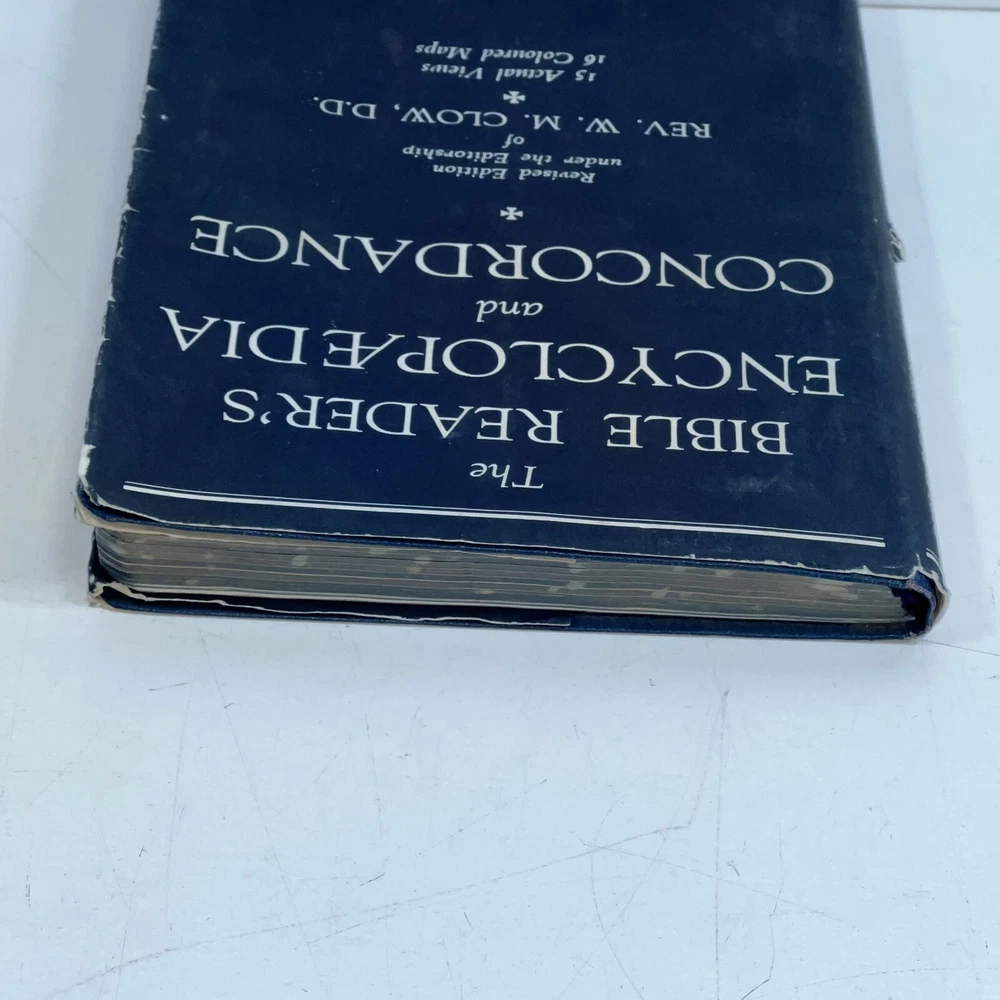 The
BIBLE READER'S
ENCYCLOPÆDIA
and
CONCORDANCE
Revised Edition
under the Editorship
of
REV. W. M. CLOW, D.D.
15 Actual Views
16 Coloured Maps